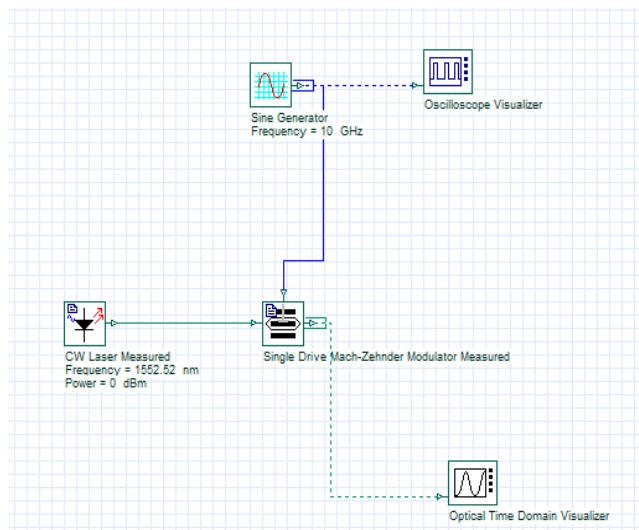 Oscilloscope Visualizer
Sine Generator
Frequency = 10 GHz
CW Laser Measured
Frequency = 1552.52 nm
Power = 0 dBm
Single Drive Mach-Zehnder Modulator Measured
Optical Time Domain Visualizer